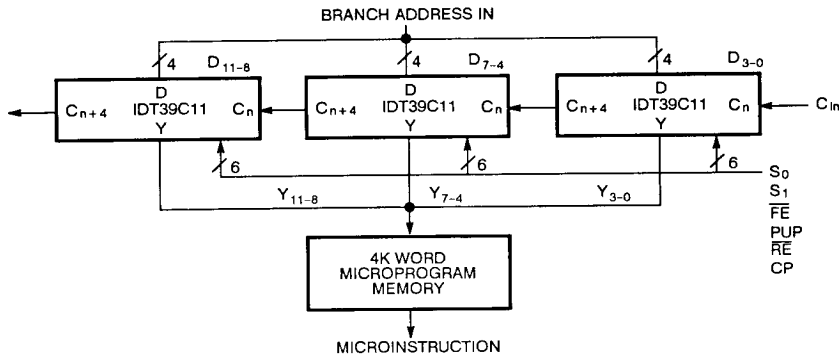 BRANCH ADDRESS IN
4 D11-8 4 D7-4 4 D3-0
D D D
Cn+4 IDT39C11 Cn Cn+4 IDT39C11 Cn Cn+4 IDT39C11 Cn CIn
Y Y Y
6 6 6 S0
S1
Y11-8 Y7-4 Y3-0
FE
PUP
RE
CP
4K WORD
MICROPROGRAM
MEMORY
MICROINSTRUCTION